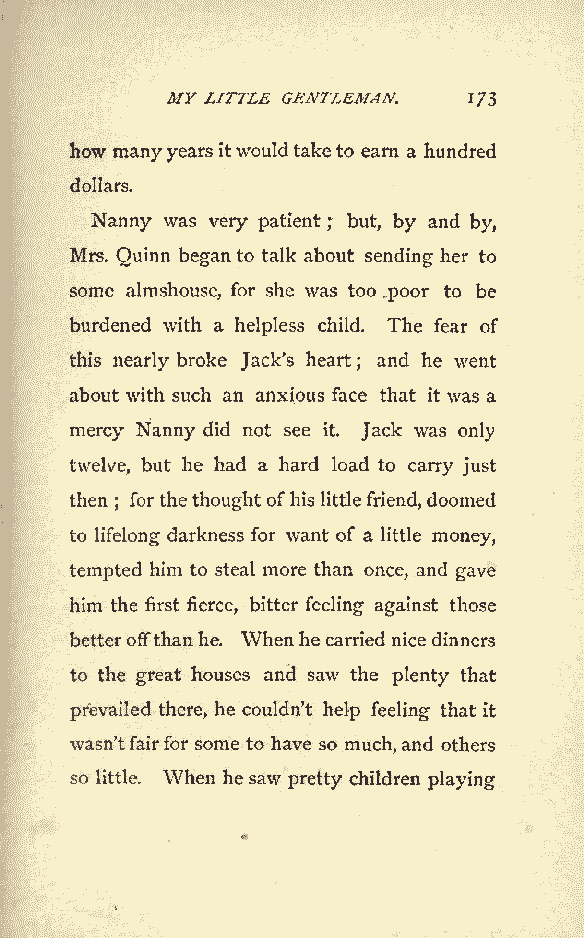 MY LITTLE GENTLEMAN. 173
how many years it would take to earn a hundred
dollars.
Nanny was very patient ; but, by and by,
Mrs. Quinn began to talk about sending her to
some almshouse, for she was too poor to be
burdened with a helpless child. The fear of
this nearly broke Jack's heart ; and he went
about with such an anxious face that it was a
mercy Nanny did not see it. Jack was only
twelve, but he had a hard load to carry just
then ; for the thought of his little friend, doomed
to lifelong darkness for want of a little money,
tempted him to steal more than once, and gave
him the first fierce, bitter feeling against those
better off than he. When he carried nice dinners
to the great houses and saw the plenty that
prevailed there, he couldn't help feeling that it
wasn't fair for some to have so much, and others
so little. When he saw pretty children playing